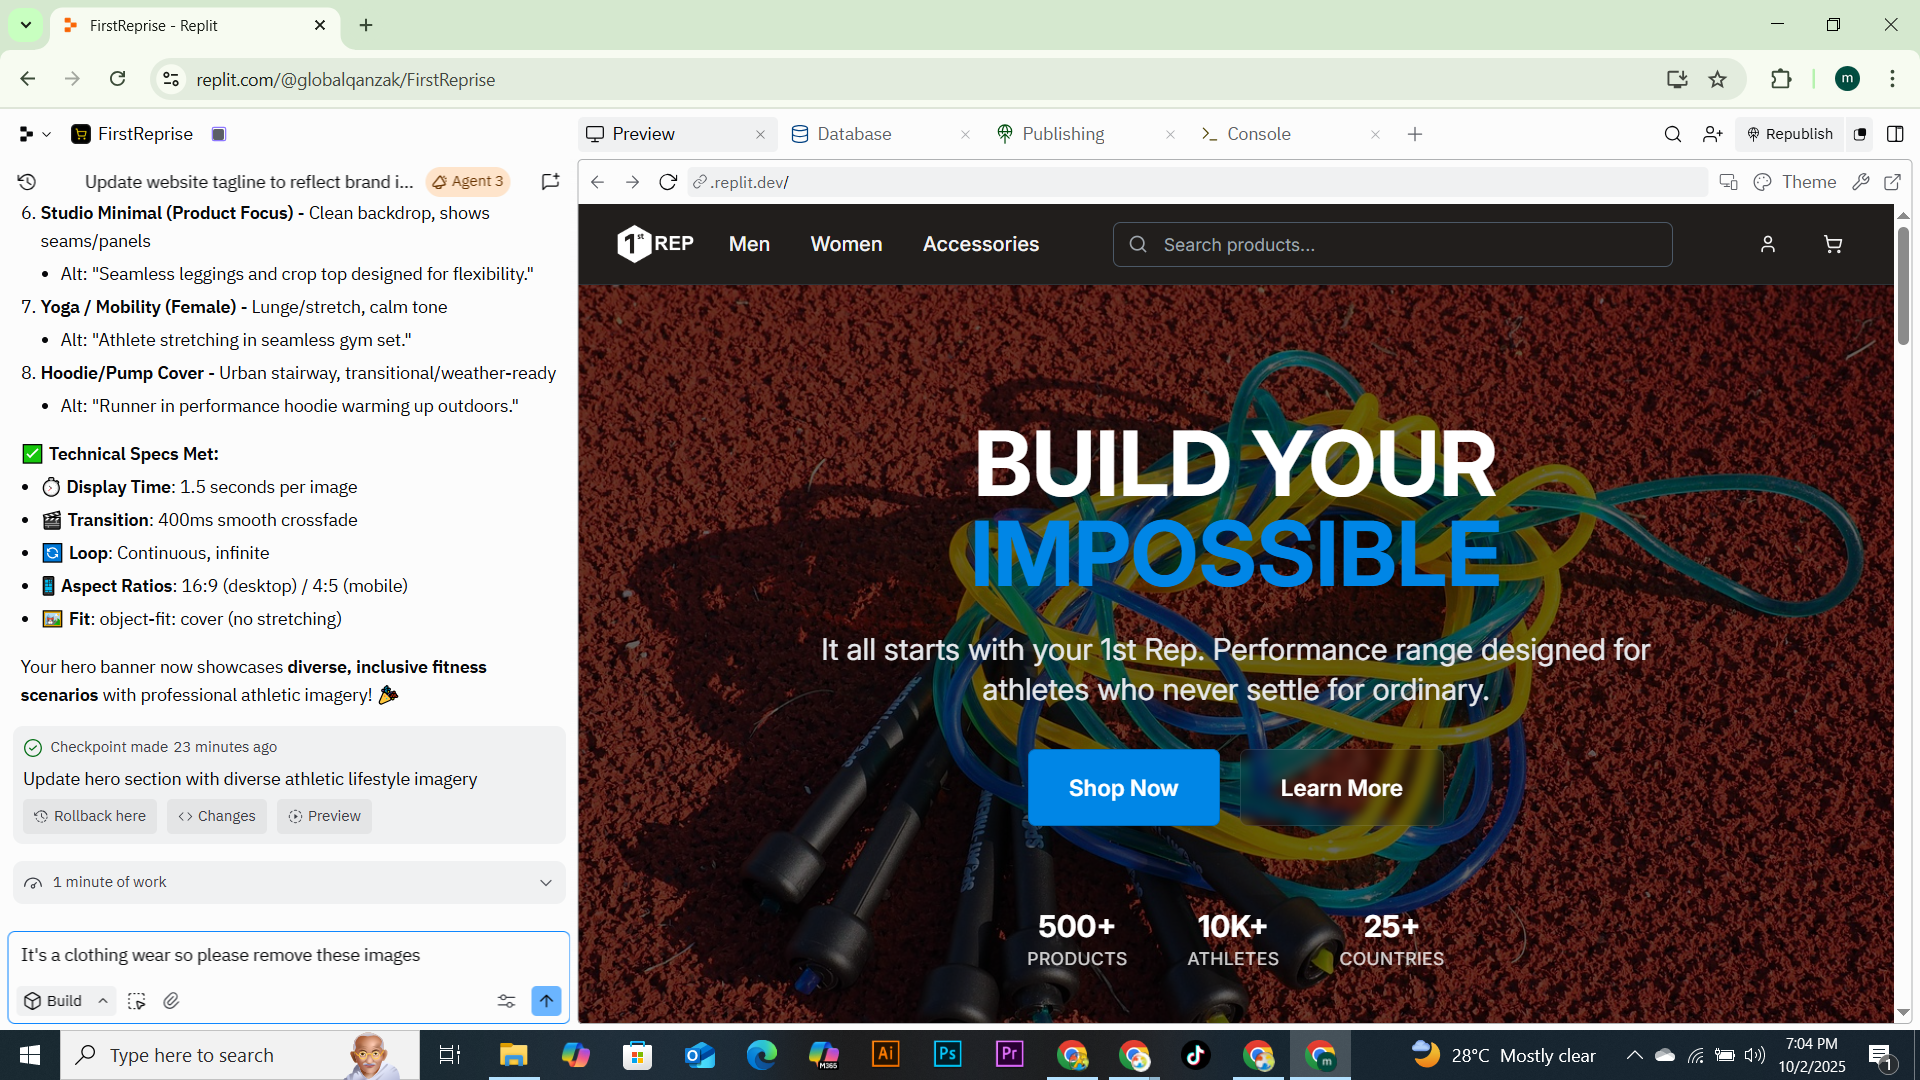 FirstReprise - Replit
replit.com/@globalqanzak/FirstReprise
m
FirstReprise
Preview
Database
Publishing
Console
Republish
Update website tagline to reflect brand i...
Agent 3
.replit.dev/
Theme
6. Studio Minimal (Product Focus) - Clean backdrop, shows
seams/panels
• Alt: "Seamless leggings and crop top designed for flexibility."
7. Yoga / Mobility (Female) - Lunge/stretch, calm tone
• Alt: "Athlete stretching in seamless gym set."
8. Hoodie/Pump Cover - Urban stairway, transitional/weather-ready
• Alt: "Runner in performance hoodie warming up outdoors."
✅ Technical Specs Met:
• ⏱️ Display Time: 1.5 seconds per image
• 🎬 Transition: 400ms smooth crossfade
• 🔄 Loop: Continuous, infinite
• 📱 Aspect Ratios: 16:9 (desktop) / 4:5 (mobile)
• 🖼️ Fit: object-fit: cover (no stretching)
Your hero banner now showcases diverse, inclusive fitness
scenarios with professional athletic imagery! 🎉
Checkpoint made 23 minutes ago
Update hero section with diverse athletic lifestyle imagery
Rollback here
Changes
Preview
1 minute of work
It's a clothing wear so please remove these images
Build
1st REP
Men
Women
Accessories
Search products...
BUILD YOUR
IMPOSSIBLE
It all starts with your 1st Rep. Performance range designed for
athletes who never settle for ordinary.
Shop Now
Learn More
500+
PRODUCTS
10K+
ATHLETES
25+
COUNTRIES
Type here to search
M365
Ai
Ps
Pr
m
28°C Mostly clear
7:04 PM
10/2/2025
1